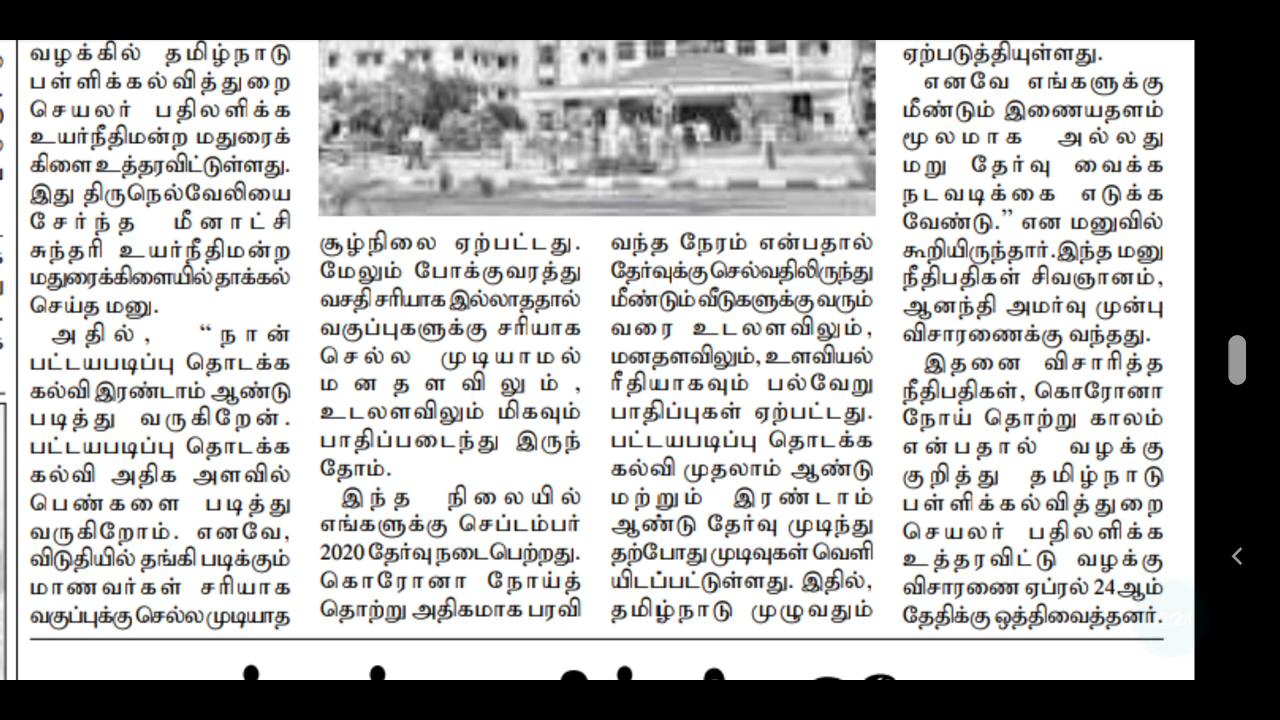 வழக்கில் தமிழ்நாடு
பள்ளிக்கல்வித்துறை
செயலர் பதிலளிக்க
உயர்நீதிமன்ற மதுரைக்
கிளை உத்தரவிட்டுள்ளது.
இது திருநெல்வேலியை
சேர்ந்த மீனாட்சி
சுந்தரி உயர்நீதிமன்ற
மதுரைக்கிளையில் தாக்கல்
செய்த மனு.
அதில், “நான்
பட்டயபடிப்பு தொடக்க
கல்வி இரண்டாம் ஆண்டு
படித்து வருகிறேன்.
பட்டயபடிப்பு தொடக்க
கல்வி அதிக அளவில்
பெண்களை படித்து
வருகிறோம். எனவே,
விடுதியில் தங்கி படிக்கும்
மாணவர்கள் சரியாக
வகுப்புக்கு செல்ல முடியாத
சூழ்நிலை ஏற்பட்டது.
மேலும் போக்குவரத்து
வசதி சரியாக இல்லாததால்
வகுப்புகளுக்கு சரியாக
செல்ல முடியாமல்
மனதளவிலும்,
உடலளவிலும் மிகவும்
பாதிப்படைந்து இருந்
தோம்.
இந்த நிலையில்
எங்களுக்கு செப்டம்பர்
2020 தேர்வு நடைபெற்றது.
கொரோனா நோய்த்
தொற்று அதிகமாக பரவி
வந்த நேரம் என்பதால்
தேர்வுக்கு செல்வதிலிருந்து
மீண்டும் வீடுகளுக்கு வரும்
வரை உடலளவிலும்,
மனதளவிலும், உளவியல்
ரீதியாகவும் பல்வேறு
பாதிப்புகள் ஏற்பட்டது.
பட்டயபடிப்பு தொடக்க
கல்வி முதலாம் ஆண்டு
மற்றும் இரண்டாம்
ஆண்டு தேர்வு முடிந்து
தற்போது முடிவுகள் வெளி
யிடப்பட்டுள்ளது. இதில்,
தமிழ்நாடு முழுவதும்
ஏற்படுத்தியுள்ளது.
எனவே எங்களுக்கு
மீண்டும் இணையதளம்
மூலமாக அல்லது
மறு தேர்வு வைக்க
நடவடிக்கை எடுக்க
வேண்டு.” என மனுவில்
கூறியிருந்தார்.இந்த மனு
நீதிபதிகள் சிவஞானம்,
ஆனந்தி அமர்வு முன்பு
விசாரணைக்கு வந்தது.
இதனை விசாரித்த
நீதிபதிகள், கொரோனா
நோய் தொற்று காலம்
என்பதால் வழக்கு
குறித்து தமிழ்நாடு
பள்ளிக்கல்வித்துறை
செயலர் பதிலளிக்க
உத்தரவிட்டு வழக்கு
விசாரணை ஏப்ரல் 24ஆம்
தேதிக்கு ஒத்திவைத்தனர்.